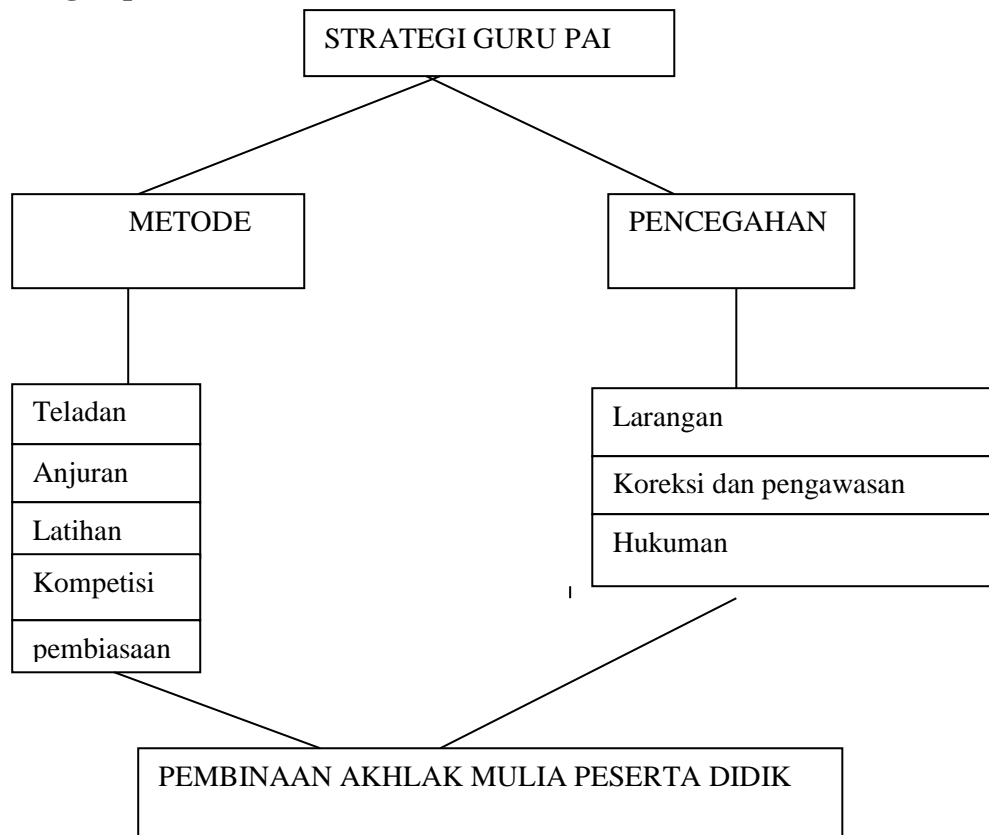 STRATEGI GURU PAI
METODE
PENCEGAHAN
Teladan
Anjuran
Latihan
Kompetisi
pembiasaan
Larangan
Koreksi dan pengawasan
Hukuman
PEMBINAAN AKHLAK MULIA PESERTA DIDIK